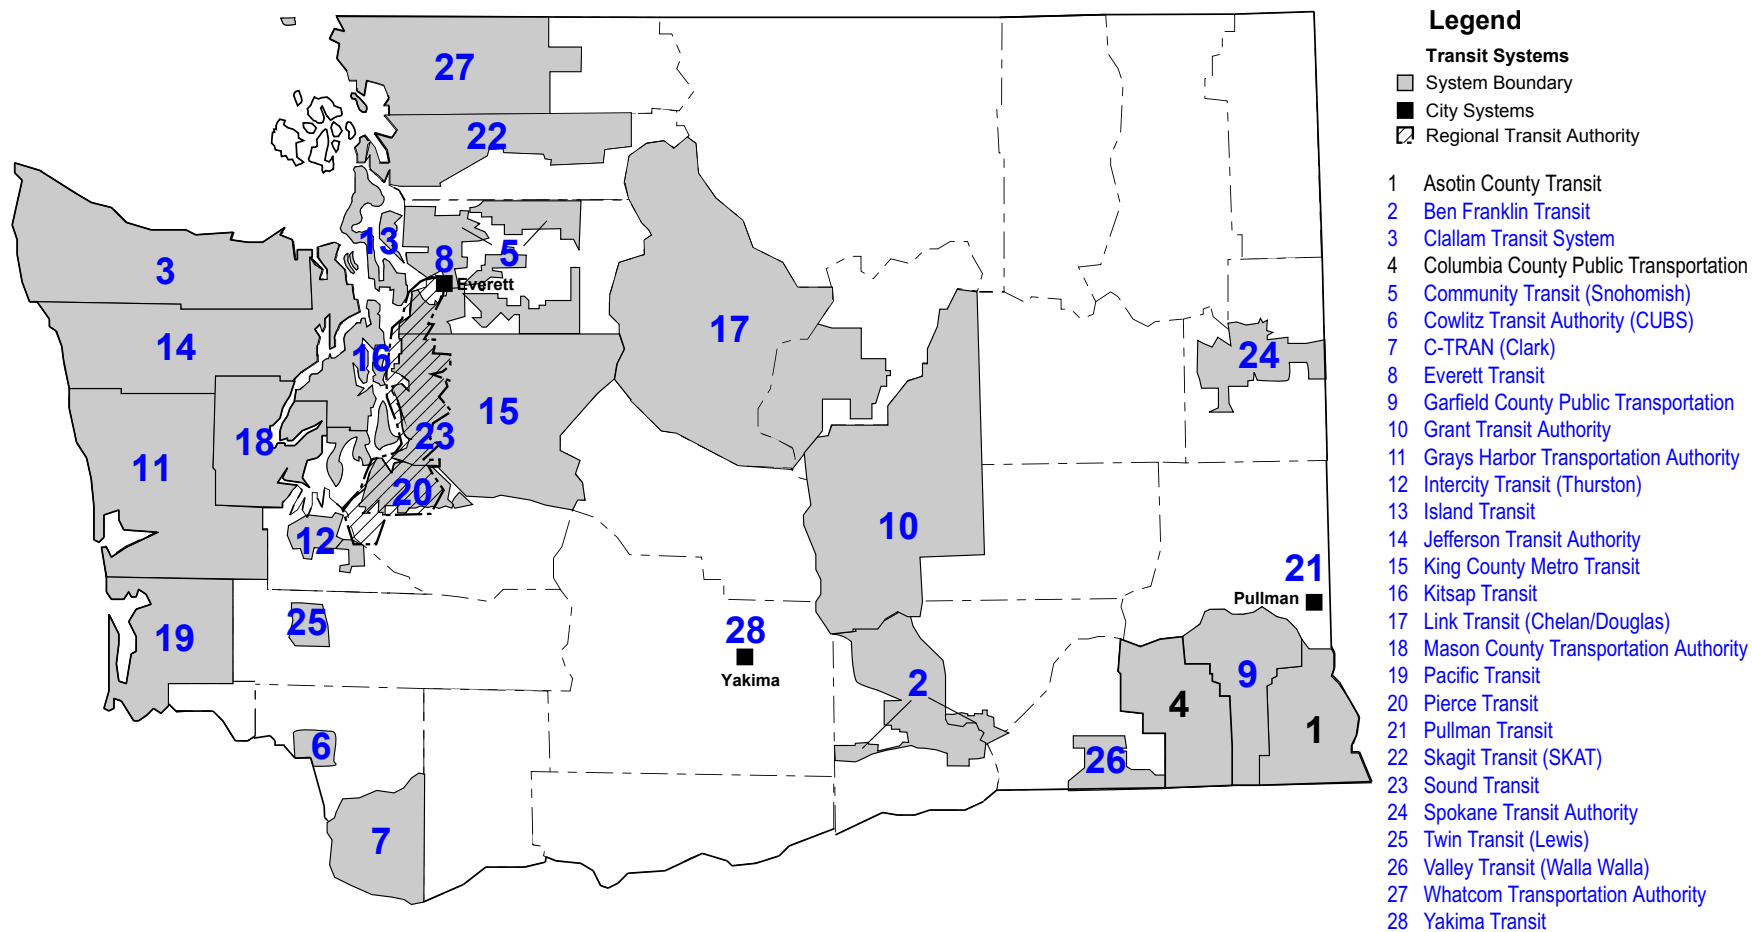 27
22
3
13
5
8
Everett
14
16
17
24
15
23
18
11
20
10
12
21
Pullman
25
19
28
Yakima
2
9
4
1
6
26
7
Legend
Transit Systems
System Boundary
City Systems
Regional Transit Authority
1 Asotin County Transit
2 Ben Franklin Transit
3 Clallam Transit System
4 Columbia County Public Transportation
5 Community Transit (Snohomish)
6 Cowlitz Transit Authority (CUBS)
7 C-TRAN (Clark)
8 Everett Transit
9 Garfield County Public Transportation
10 Grant Transit Authority
11 Grays Harbor Transportation Authority
12 Intercity Transit (Thurston)
13 Island Transit
14 Jefferson Transit Authority
15 King County Metro Transit
16 Kitsap Transit
17 Link Transit (Chelan/Douglas)
18 Mason County Transportation Authority
19 Pacific Transit
20 Pierce Transit
21 Pullman Transit
22 Skagit Transit (SKAT)
23 Sound Transit
24 Spokane Transit Authority
25 Twin Transit (Lewis)
26 Valley Transit (Walla Walla)
27 Whatcom Transportation Authority
28 Yakima Transit